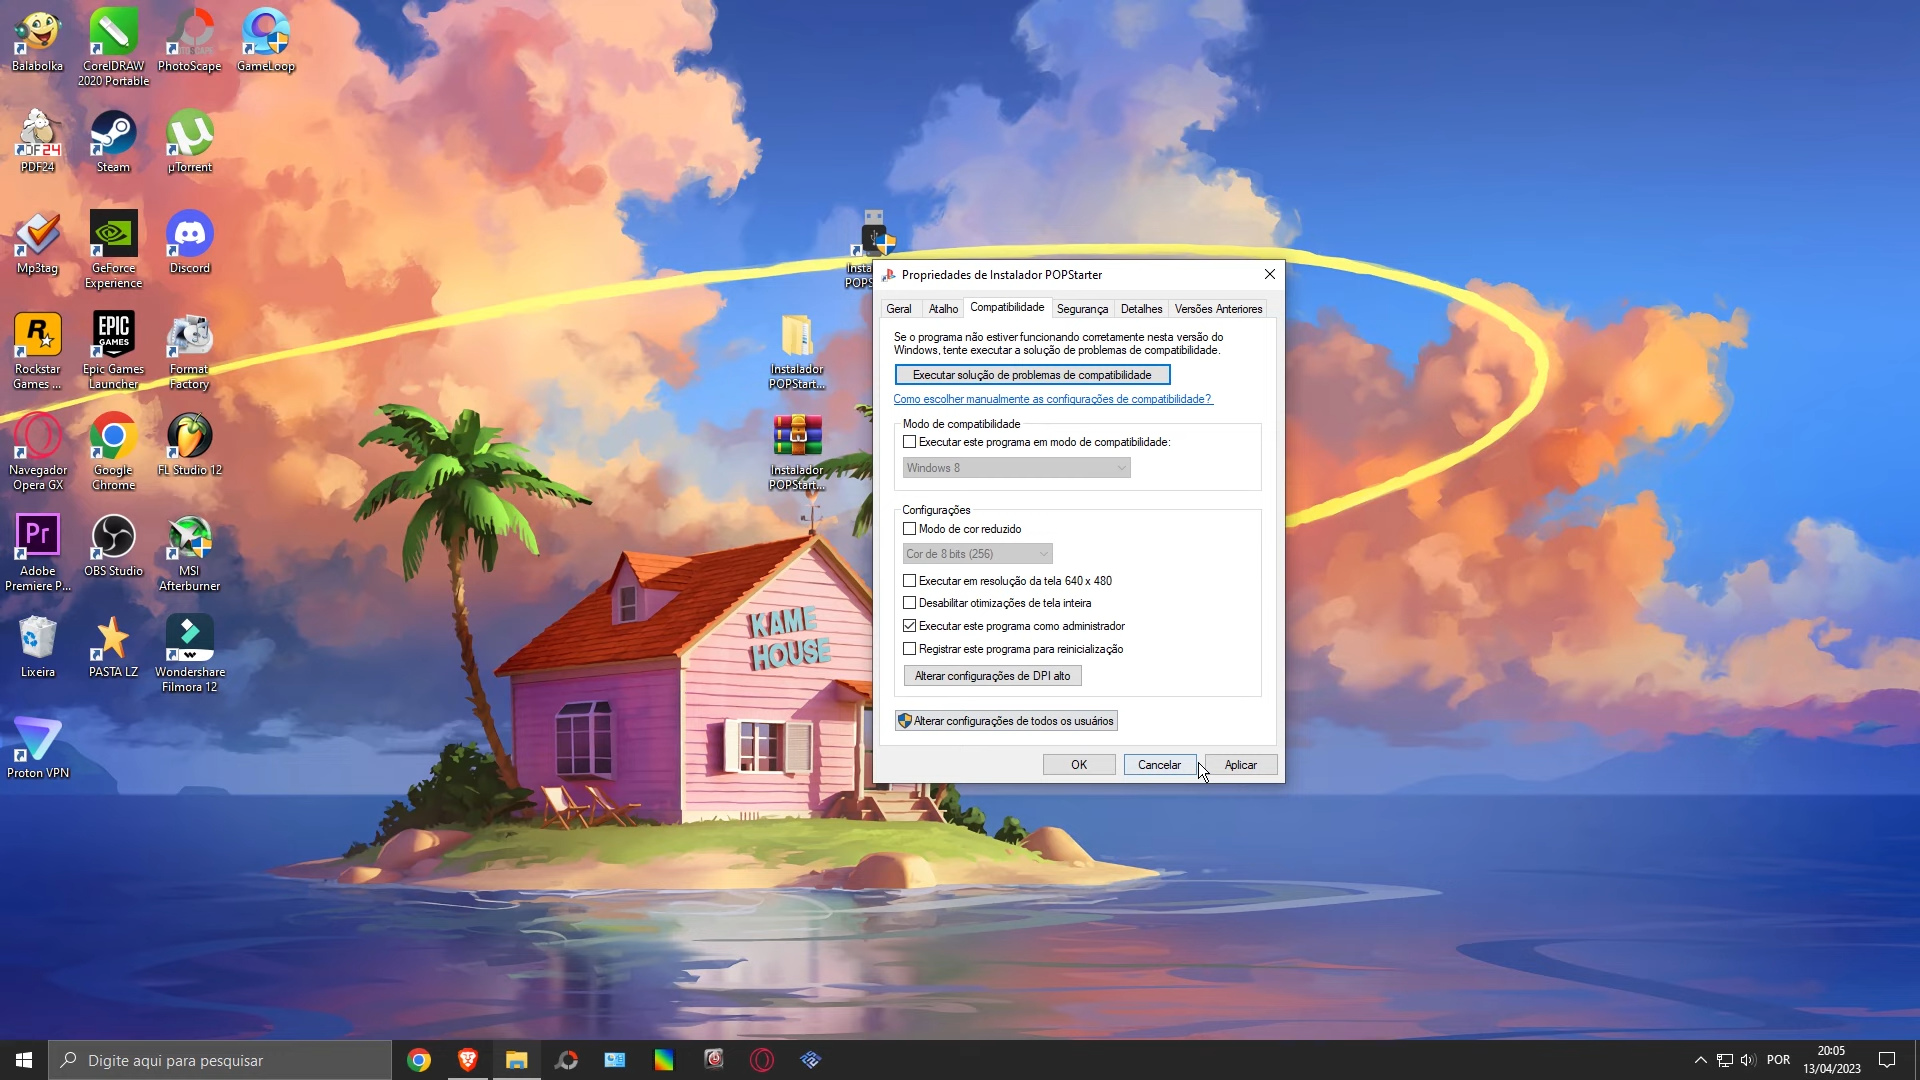 Balabolka
CorelDRAW
2020 Portable
PhotoScape
GameLoop
PDF24
Steam
µTorrent
Mp3tag
GeForce
Experience
Discord
Rockstar
Games ...
EPIC
GAMES
Epic Games
Launcher
Format
Factory
Navegador
Opera GX
Google
Chrome
FL Studio 12
Pr
Adobe
Premiere P...
OBS Studio
MSI
Afterburner
Lixeira
PASTA LZ
Wondershare
Filmora 12
Proton VPN
Instalador
POPStart...
Instalador
POPStart...
KAME
HOUSE
Propriedades de Instalador POPStarter
Geral
Atalho
Compatibilidade
Segurança
Detalhes
Versões Anteriores
Se o programa não estiver funcionando corretamente nesta versão do
Windows, tente executar a solução de problemas de compatibilidade.
Executar solução de problemas de compatibilidade
Como escolher manualmente as configurações de compatibilidade?
Modo de compatibilidade
Executar este programa em modo de compatibilidade:
Windows 8
Configurações
Modo de cor reduzido
Cor de 8 bits (256)
Executar em resolução da tela 640 x 480
Desabilitar otimizações de tela inteira
Executar este programa como administrador
Registrar este programa para reinicialização
Alterar configurações de DPI alto
Alterar configurações de todos os usuários
OK
Cancelar
Aplicar
Digite aqui para pesquisar
POR
20:05
13/04/2023